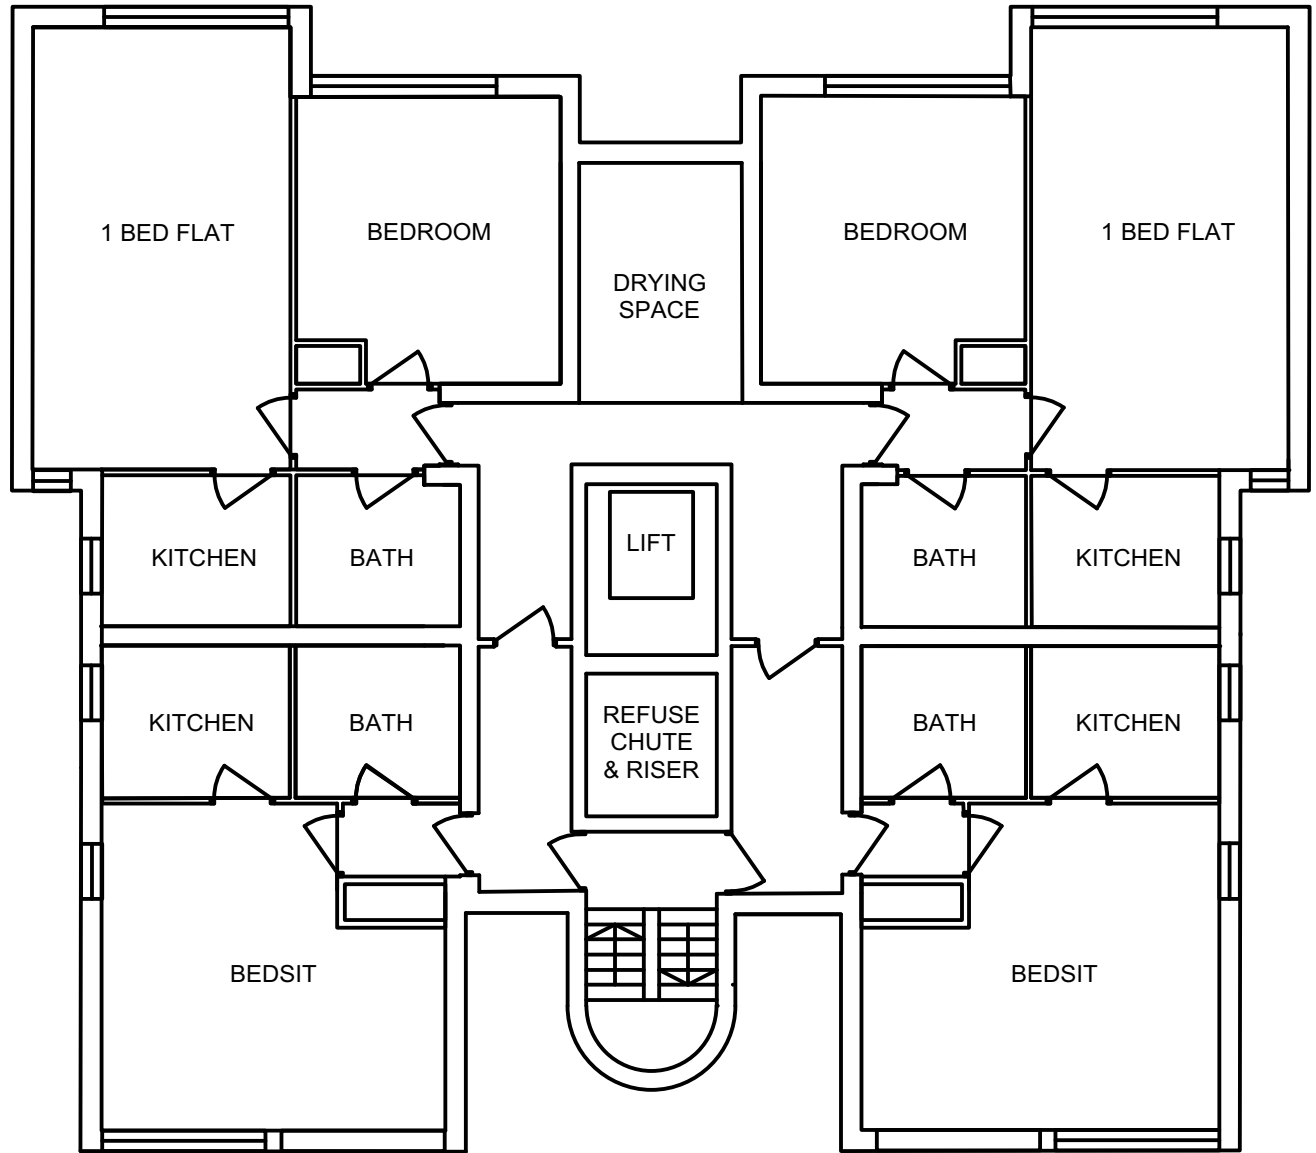 1 BED FLAT
BEDROOM
DRYING
SPACE
BEDROOM
1 BED FLAT
KITCHEN
BATH
LIFT
BATH
KITCHEN
KITCHEN
BATH
REFUSE
CHUTE
& RISER
BATH
KITCHEN
BEDSIT
BEDSIT